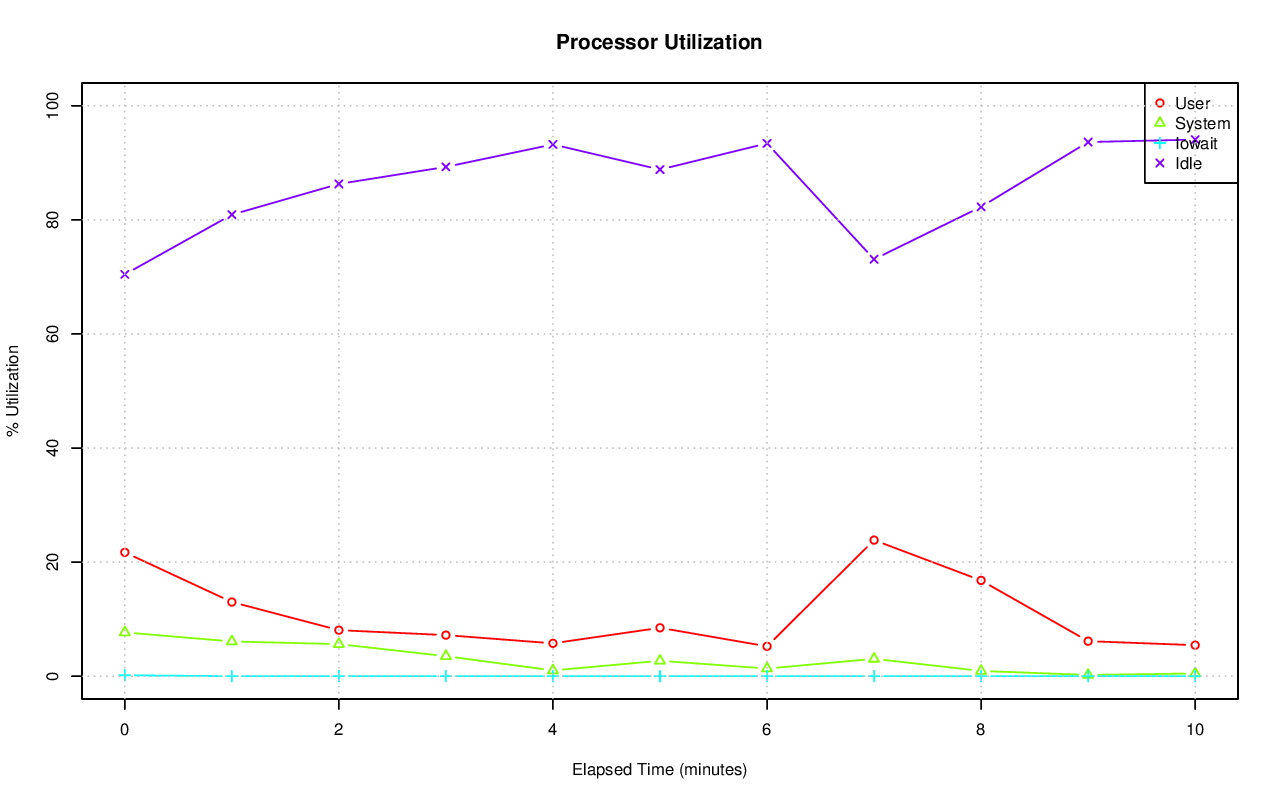 Processor Utilization
% Utilization
100
80
60
40
20
0
User
System
Iowait
Idle
0 2 4 6 8 10
Elapsed Time (minutes)